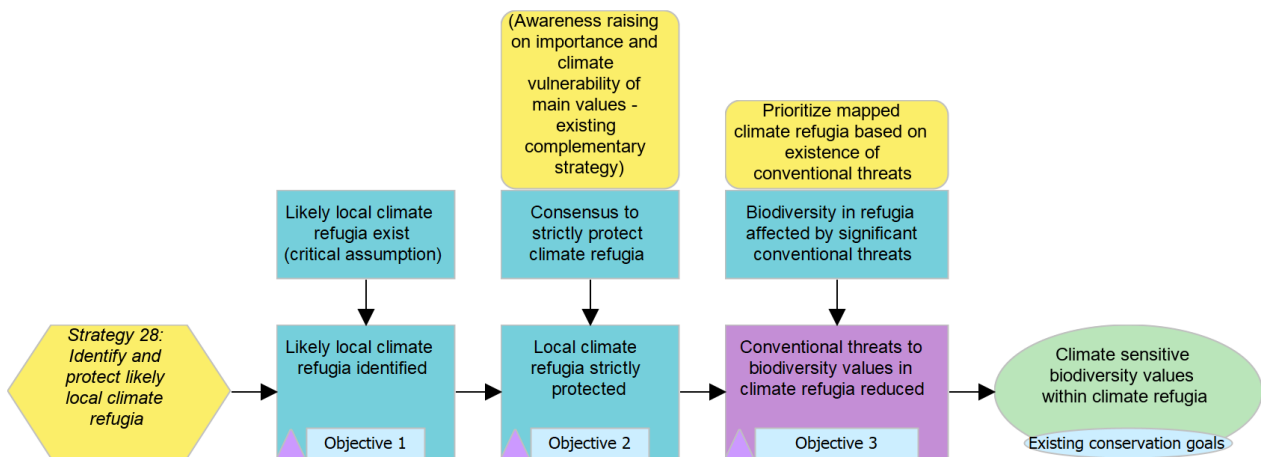 (Awareness raising
on importance and
climate
vulnerability of
main values -
existing
complementary
strategy)
Prioritize mapped
climate refugia based on
existence of
conventional threats
Likely local climate
refugia exist
(critical assumption)
Consensus to
strictly protect
climate refugia
Biodiversity in refugia
affected by significant
conventional threats
Strategy 28:
Identify and
protect likely
local climate
refugia
Likely local climate
refugia identified
Objective 1
Local climate
refugia strictly
protected
Objective 2
Conventional threats to
biodiversity values in
climate refugia reduced
Objective 3
Climate sensitive
biodiversity values
within climate refugia
Existing conservation goals